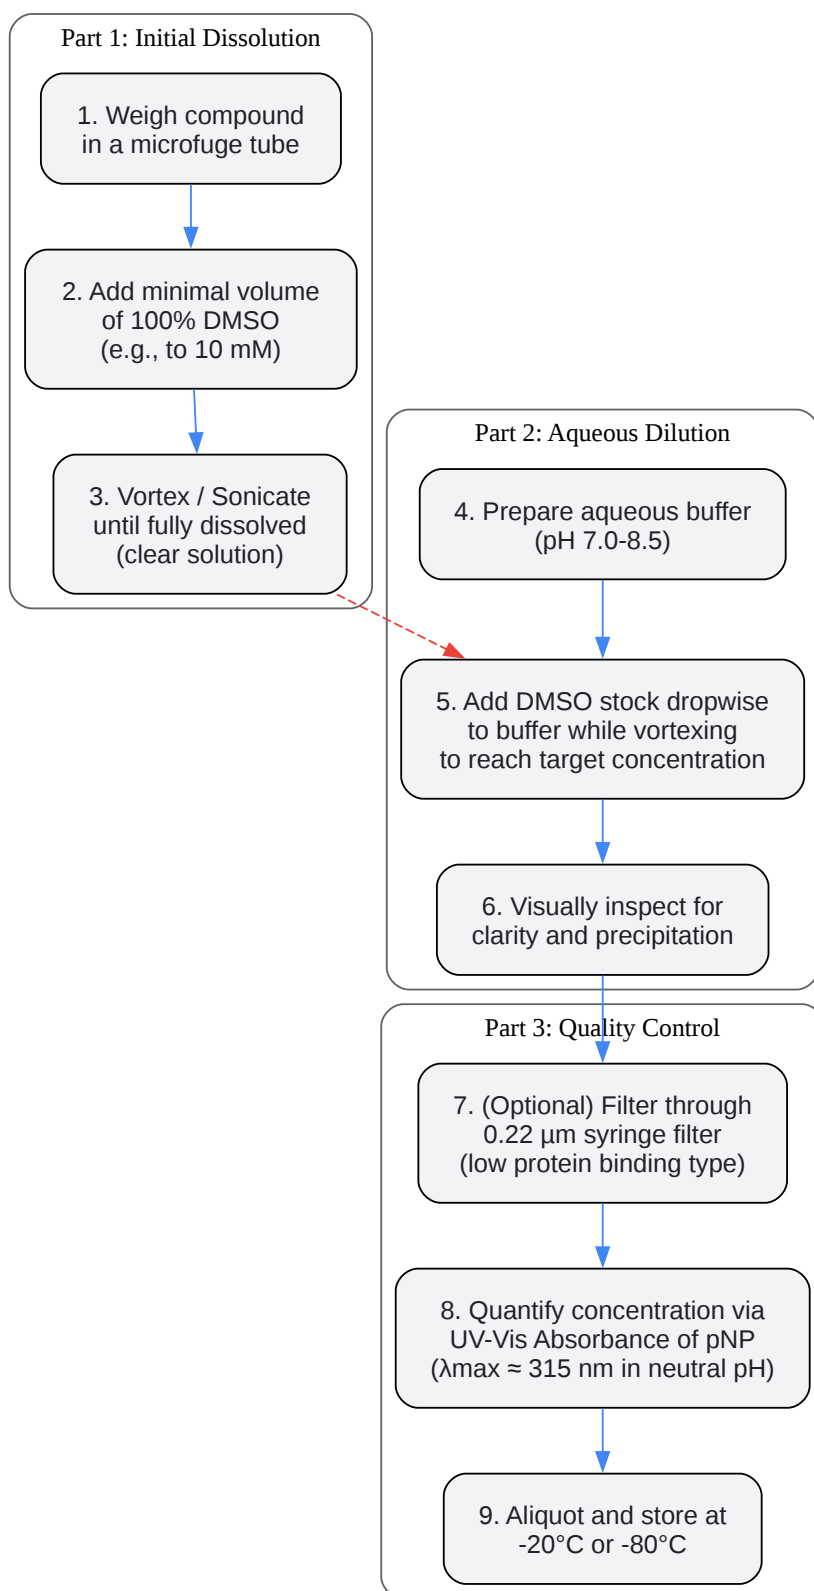 Part 1: Initial Dissolution
1. Weigh compound
in a microfuge tube
2. Add minimal volume
of 100% DMSO
(e.g., to 10 mM)
3. Vortex / Sonicate
until fully dissolved
(clear solution)
Part 2: Aqueous Dilution
4. Prepare aqueous buffer
(pH 7.0-8.5)
5. Add DMSO stock dropwise
to buffer while vortexing
to reach target concentration
6. Visually inspect for
clarity and precipitation
Part 3: Quality Control
7. (Optional) Filter through
0.22 µm syringe filter
(low protein binding type)
8. Quantify concentration via
UV-Vis Absorbance of pNP
(λmax ≈ 315 nm in neutral pH)
9. Aliquot and store at
-20°C or -80°C